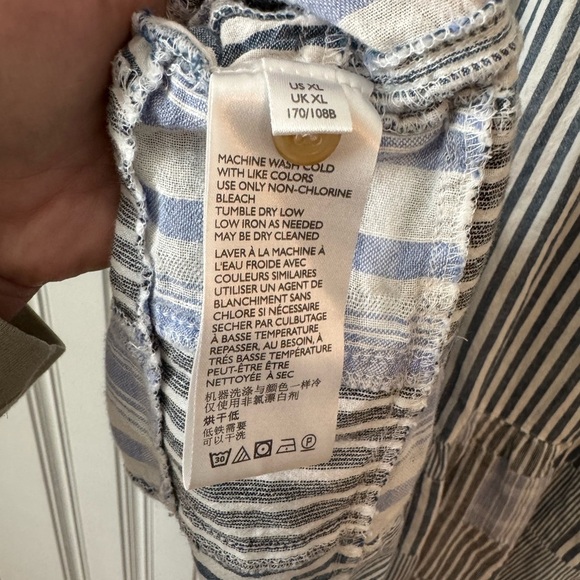 US XL
UK XL
170/108B
MACHINE WASH COLD
WITH LIKE COLORS
USE ONLY NON-CHLORINE
BLEACH
TUMBLE DRY LOW
LOW IRON AS NEEDED
MAY BE DRY CLEANED
LAVER À LA MACHINE À
L'EAU FROIDE AVEC
COULEURS SIMILAIRES
UTILISER UN AGENT DE
BLANCHIMENT SANS
CHLORE SI NÉCESSAIRE
SECHER PAR CULBUTAGE
À BASSE TEMPERATURE
REPASSER, AU BESOIN, À
TRÈS BASSE TEMPÉRATURE
PEUT-ÊTRE ÊTRE
NETTOYÉE À SEC
机器洗涤与颜色一样冷
仅使用非氯漂白剂
烘干低
低铁需要
可以干洗
30
P